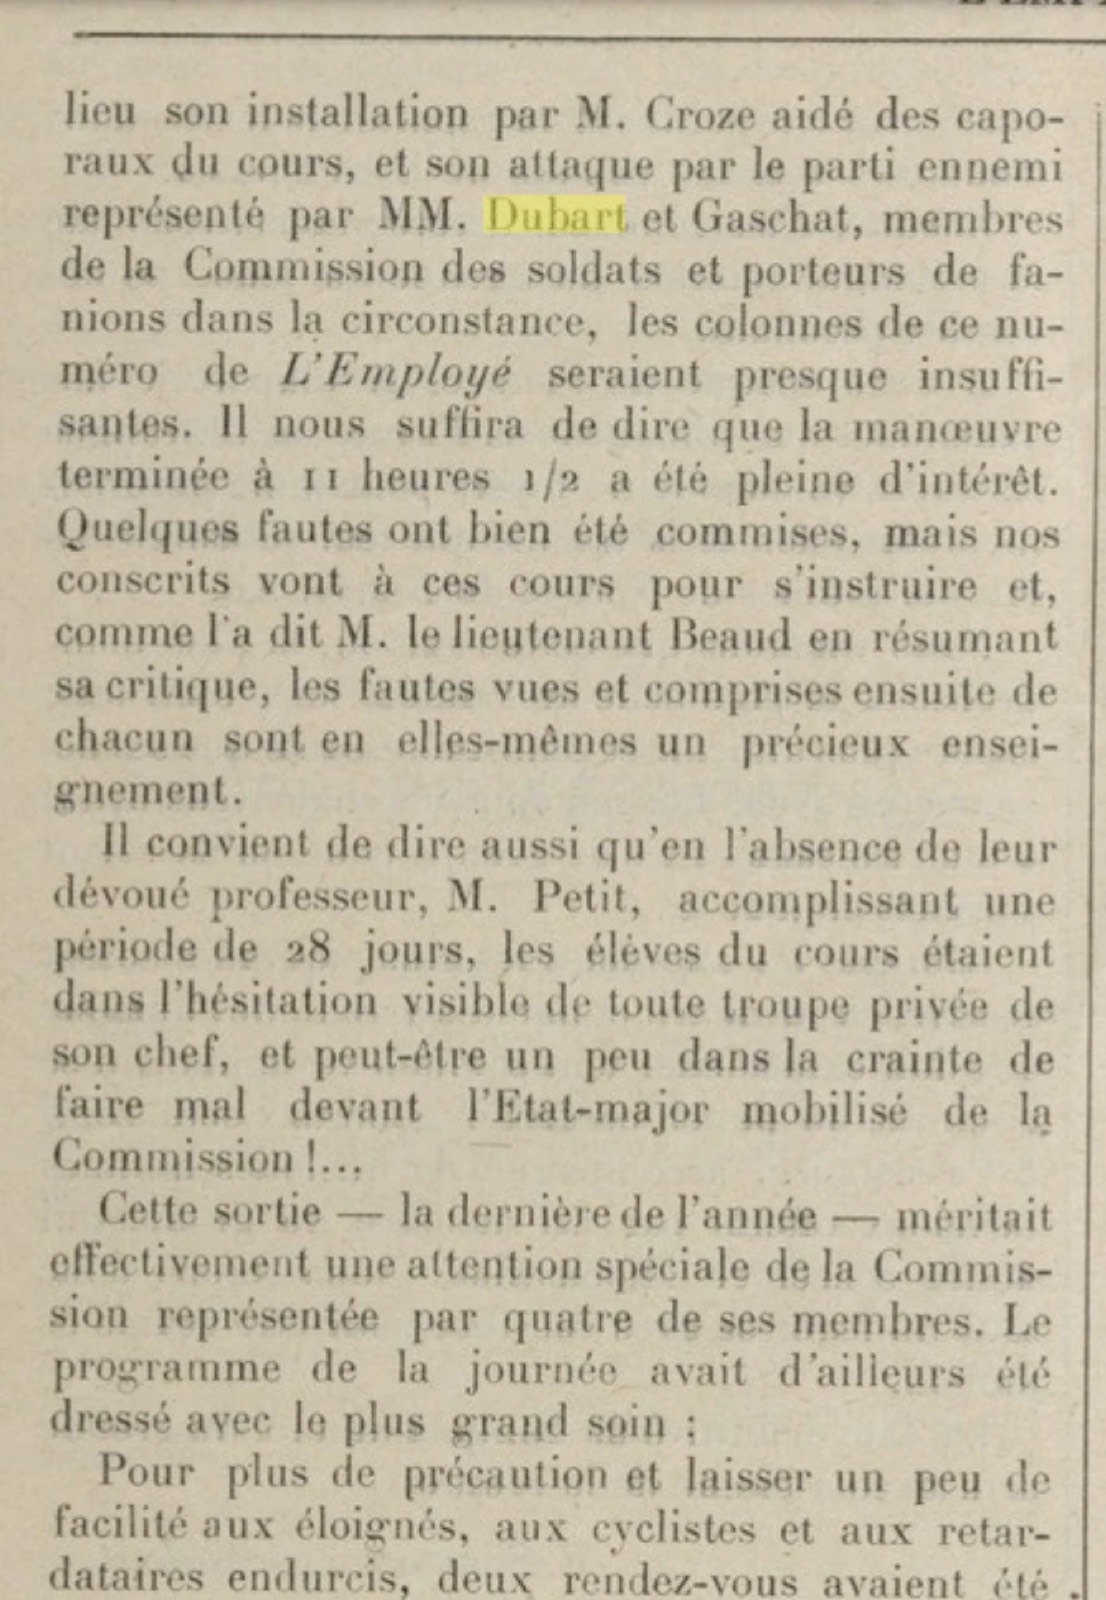 lieu son installation par M. Croze aidé des capo-
raux du cours, et son attaque par le parti ennemi
représenté par MM. Dubart et Gaschat, membres
de la Commission des soldats et porteurs de fa-
nions dans la circonstance, les colonnes de ce nu-
méro de L'Employé seraient presque insuffi-
santes. Il nous suffira de dire que la manœuvre
terminée à 11 heures 1/2 a été pleine d'intérêt.
Quelques fautes ont bien été commises, mais nos
conscrits vont à ces cours pour s'instruire et,
comme l'a dit M. le lieutenant Beaud en résumant
sa critique, les fautes vues et comprises ensuite de
chacun sont en elles-mêmes un précieux ensei-
gnement.
Il convient de dire aussi qu'en l'absence de leur
dévoué professeur, M. Petit, accomplissant une
période de 28 jours, les élèves du cours étaient
dans l'hésitation visible de toute troupe privée de
son chef, et peut-être un peu dans la crainte de
faire mal devant l'Etat-major mobilisé de la
Commission !...
Cette sortie — la dernière de l'année — méritait
effectivement une attention spéciale de la Commis-
sion représentée par quatre de ses membres. Le
programme de la journée avait d'ailleurs été
dressé avec le plus grand soin :
Pour plus de précaution et laisser un peu de
facilité aux éloignés, aux cyclistes et aux retar-
dataires endurcis, deux rendez-vous avaient été